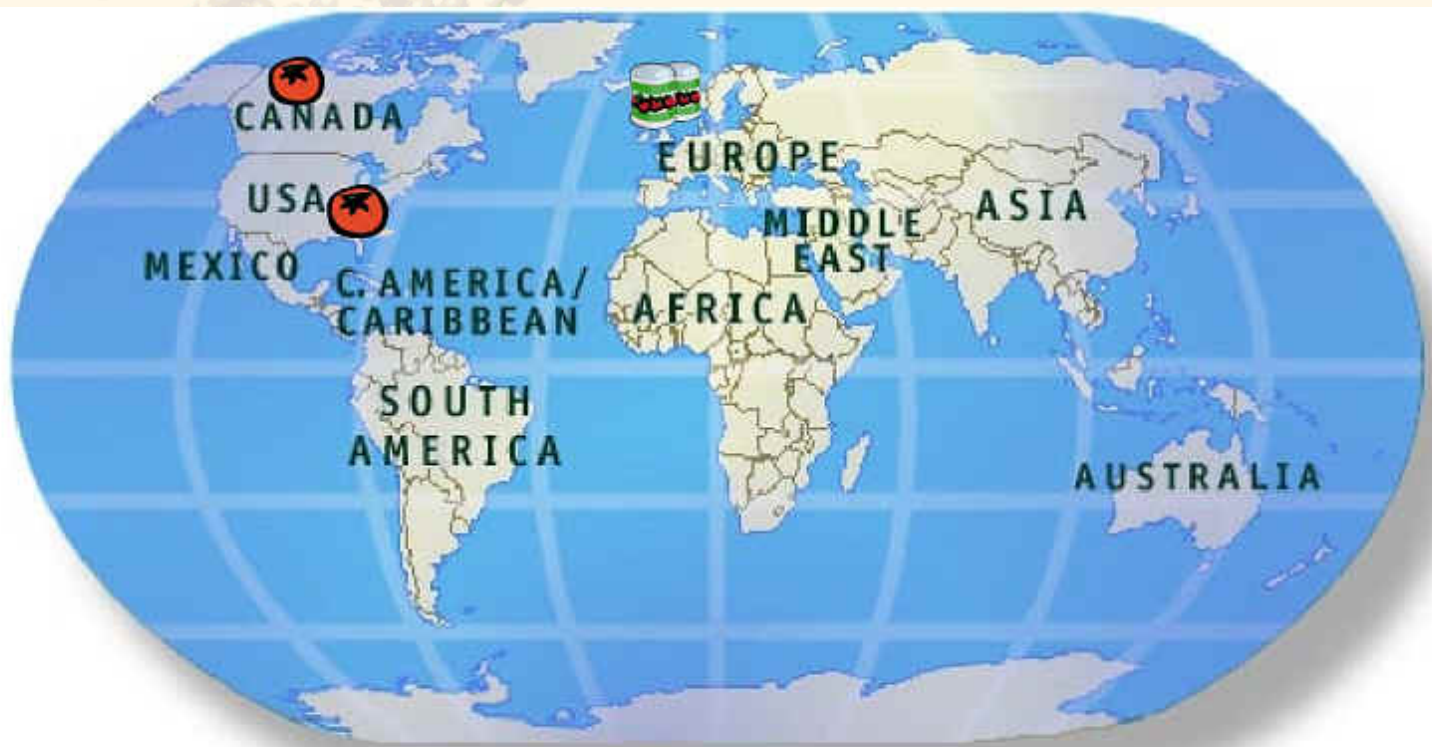 CANADA
EUROPE
USA
ASIA
MIDDLE
EAST
MEXICO
C. AMERICA/
CARIBBEAN
AFRICA
SOUTH
AMERICA
AUSTRALIA